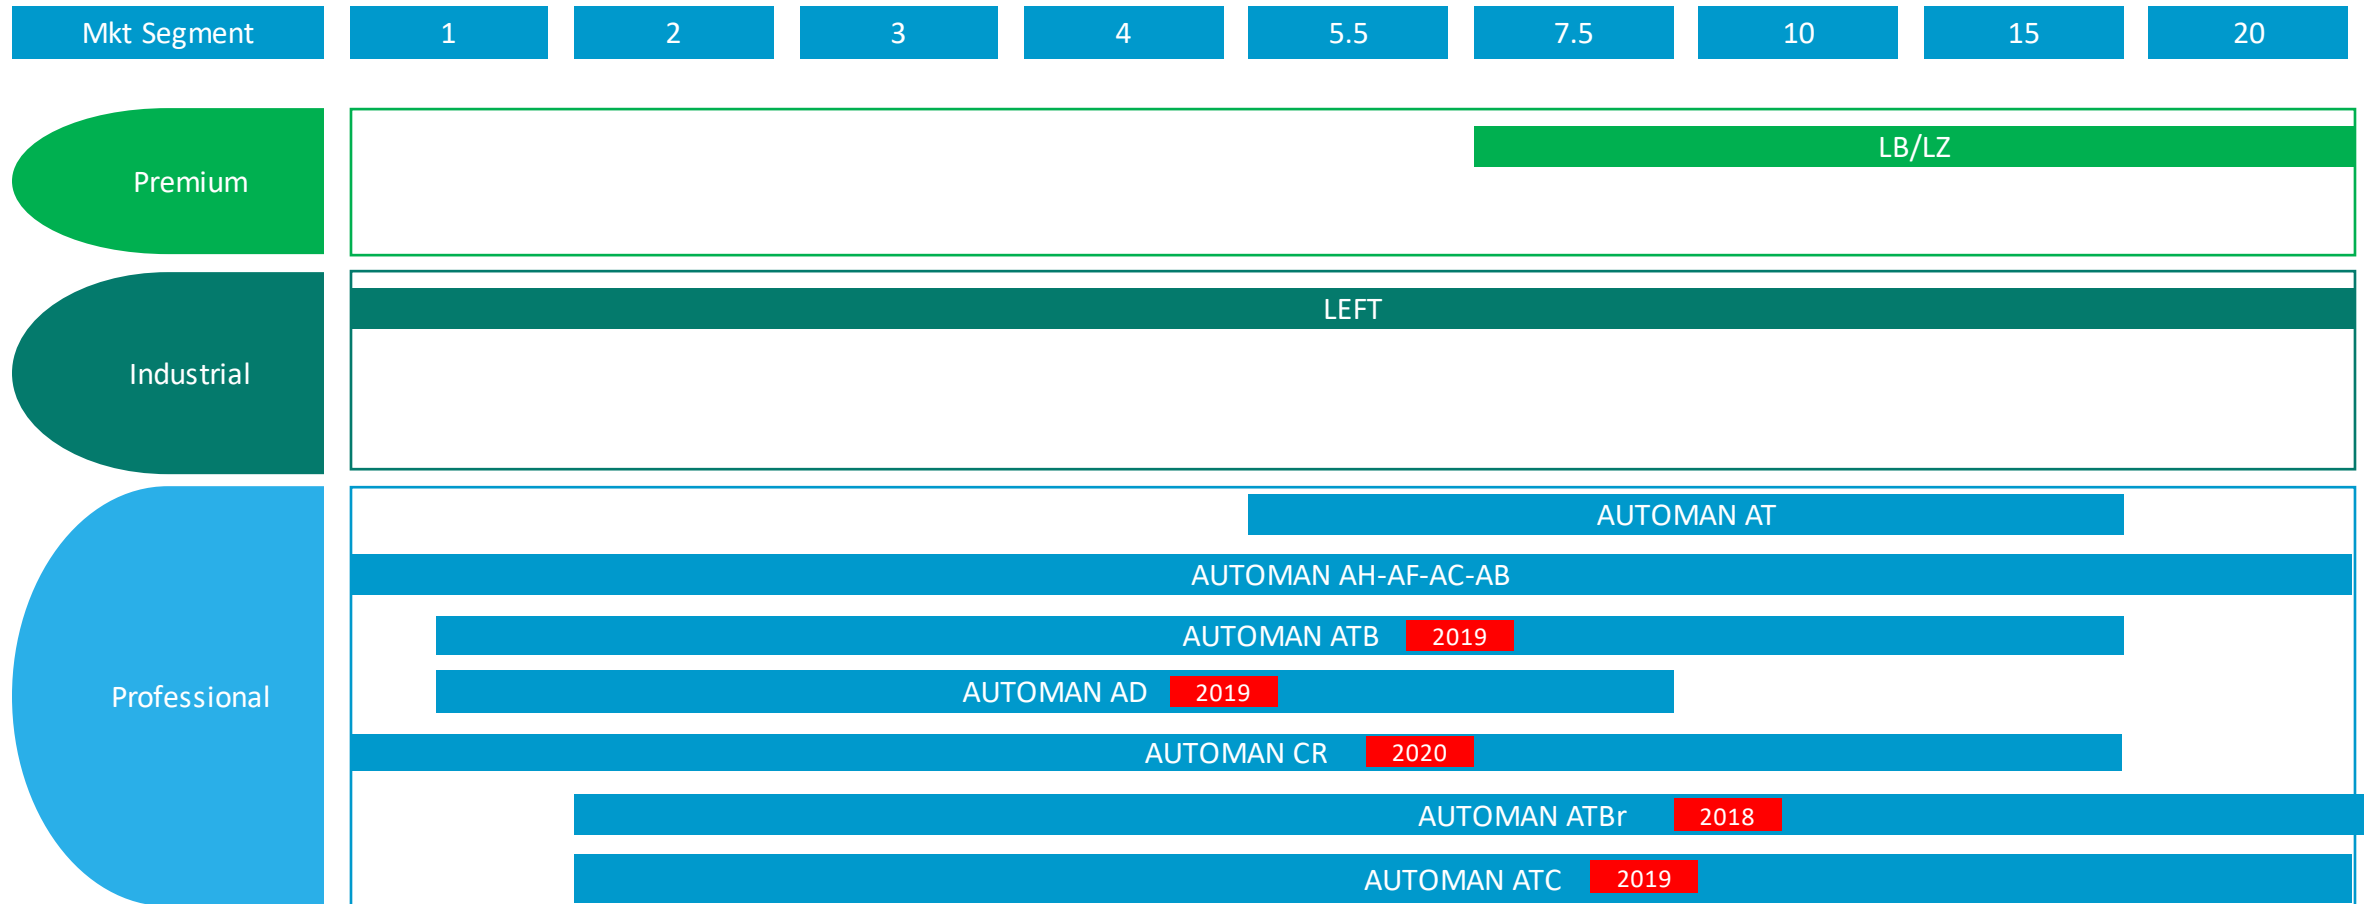 Mkt Segment 1 2 3 4 5.5 7.5 10 15 20
LB/LZ
Premium
LEFT
Industrial
AUTOMAN AT
AUTOMAN AH-AF-AC-AB
AUTOMAN ATB 2019
AUTOMAN AD 2019
Professional
AUTOMAN CR 2020
AUTOMAN ATBr 2018
AUTOMAN ATC 2019